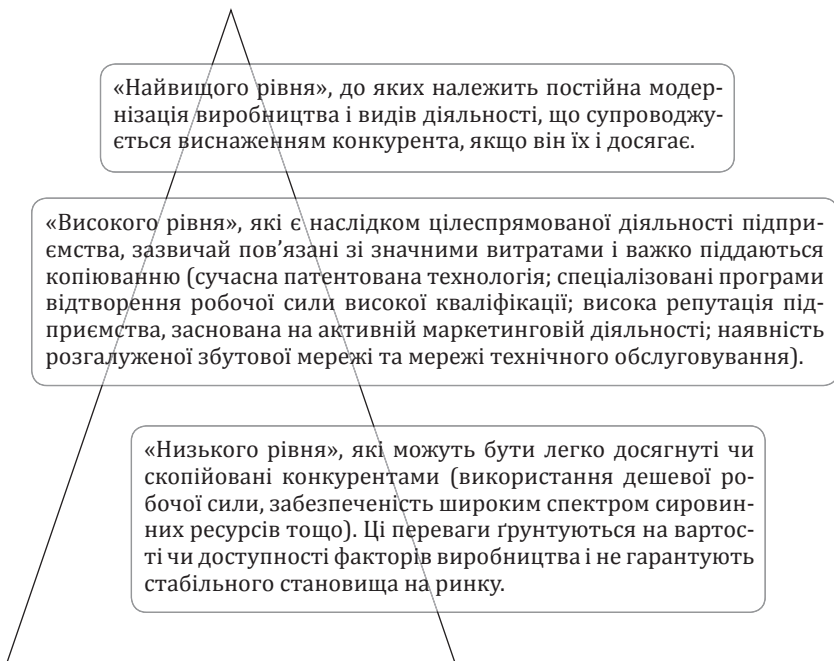 «Найвищого рівня», до яких належить постійна модер-
нізація виробництва і видів діяльності, що супроводжу-
ється виснаженням конкурента, якщо він їх і досягає.
«Високого рівня», які є наслідком цілеспрямованої діяльності підпри-
ємства, зазвичай пов’язані зі значними витратами і важко піддаються
копіюванню (сучасна патентована технологія; спеціалізовані програми
відтворення робочої сили високої кваліфікації; висока репутація під-
приємства, заснована на активній маркетинговій діяльності; наявність
розгалуженої збутової мережі та мережі технічного обслуговування).
«Низького рівня», які можуть бути легко досягнуті чи
скопійовані конкурентами (використання дешевої ро-
бочої сили, забезпеченість широким спектром сировин-
них ресурсів тощо). Ці переваги ґрунтуються на вартос-
ті чи доступності факторів виробництва і не гарантують
стабільного становища на ринку.